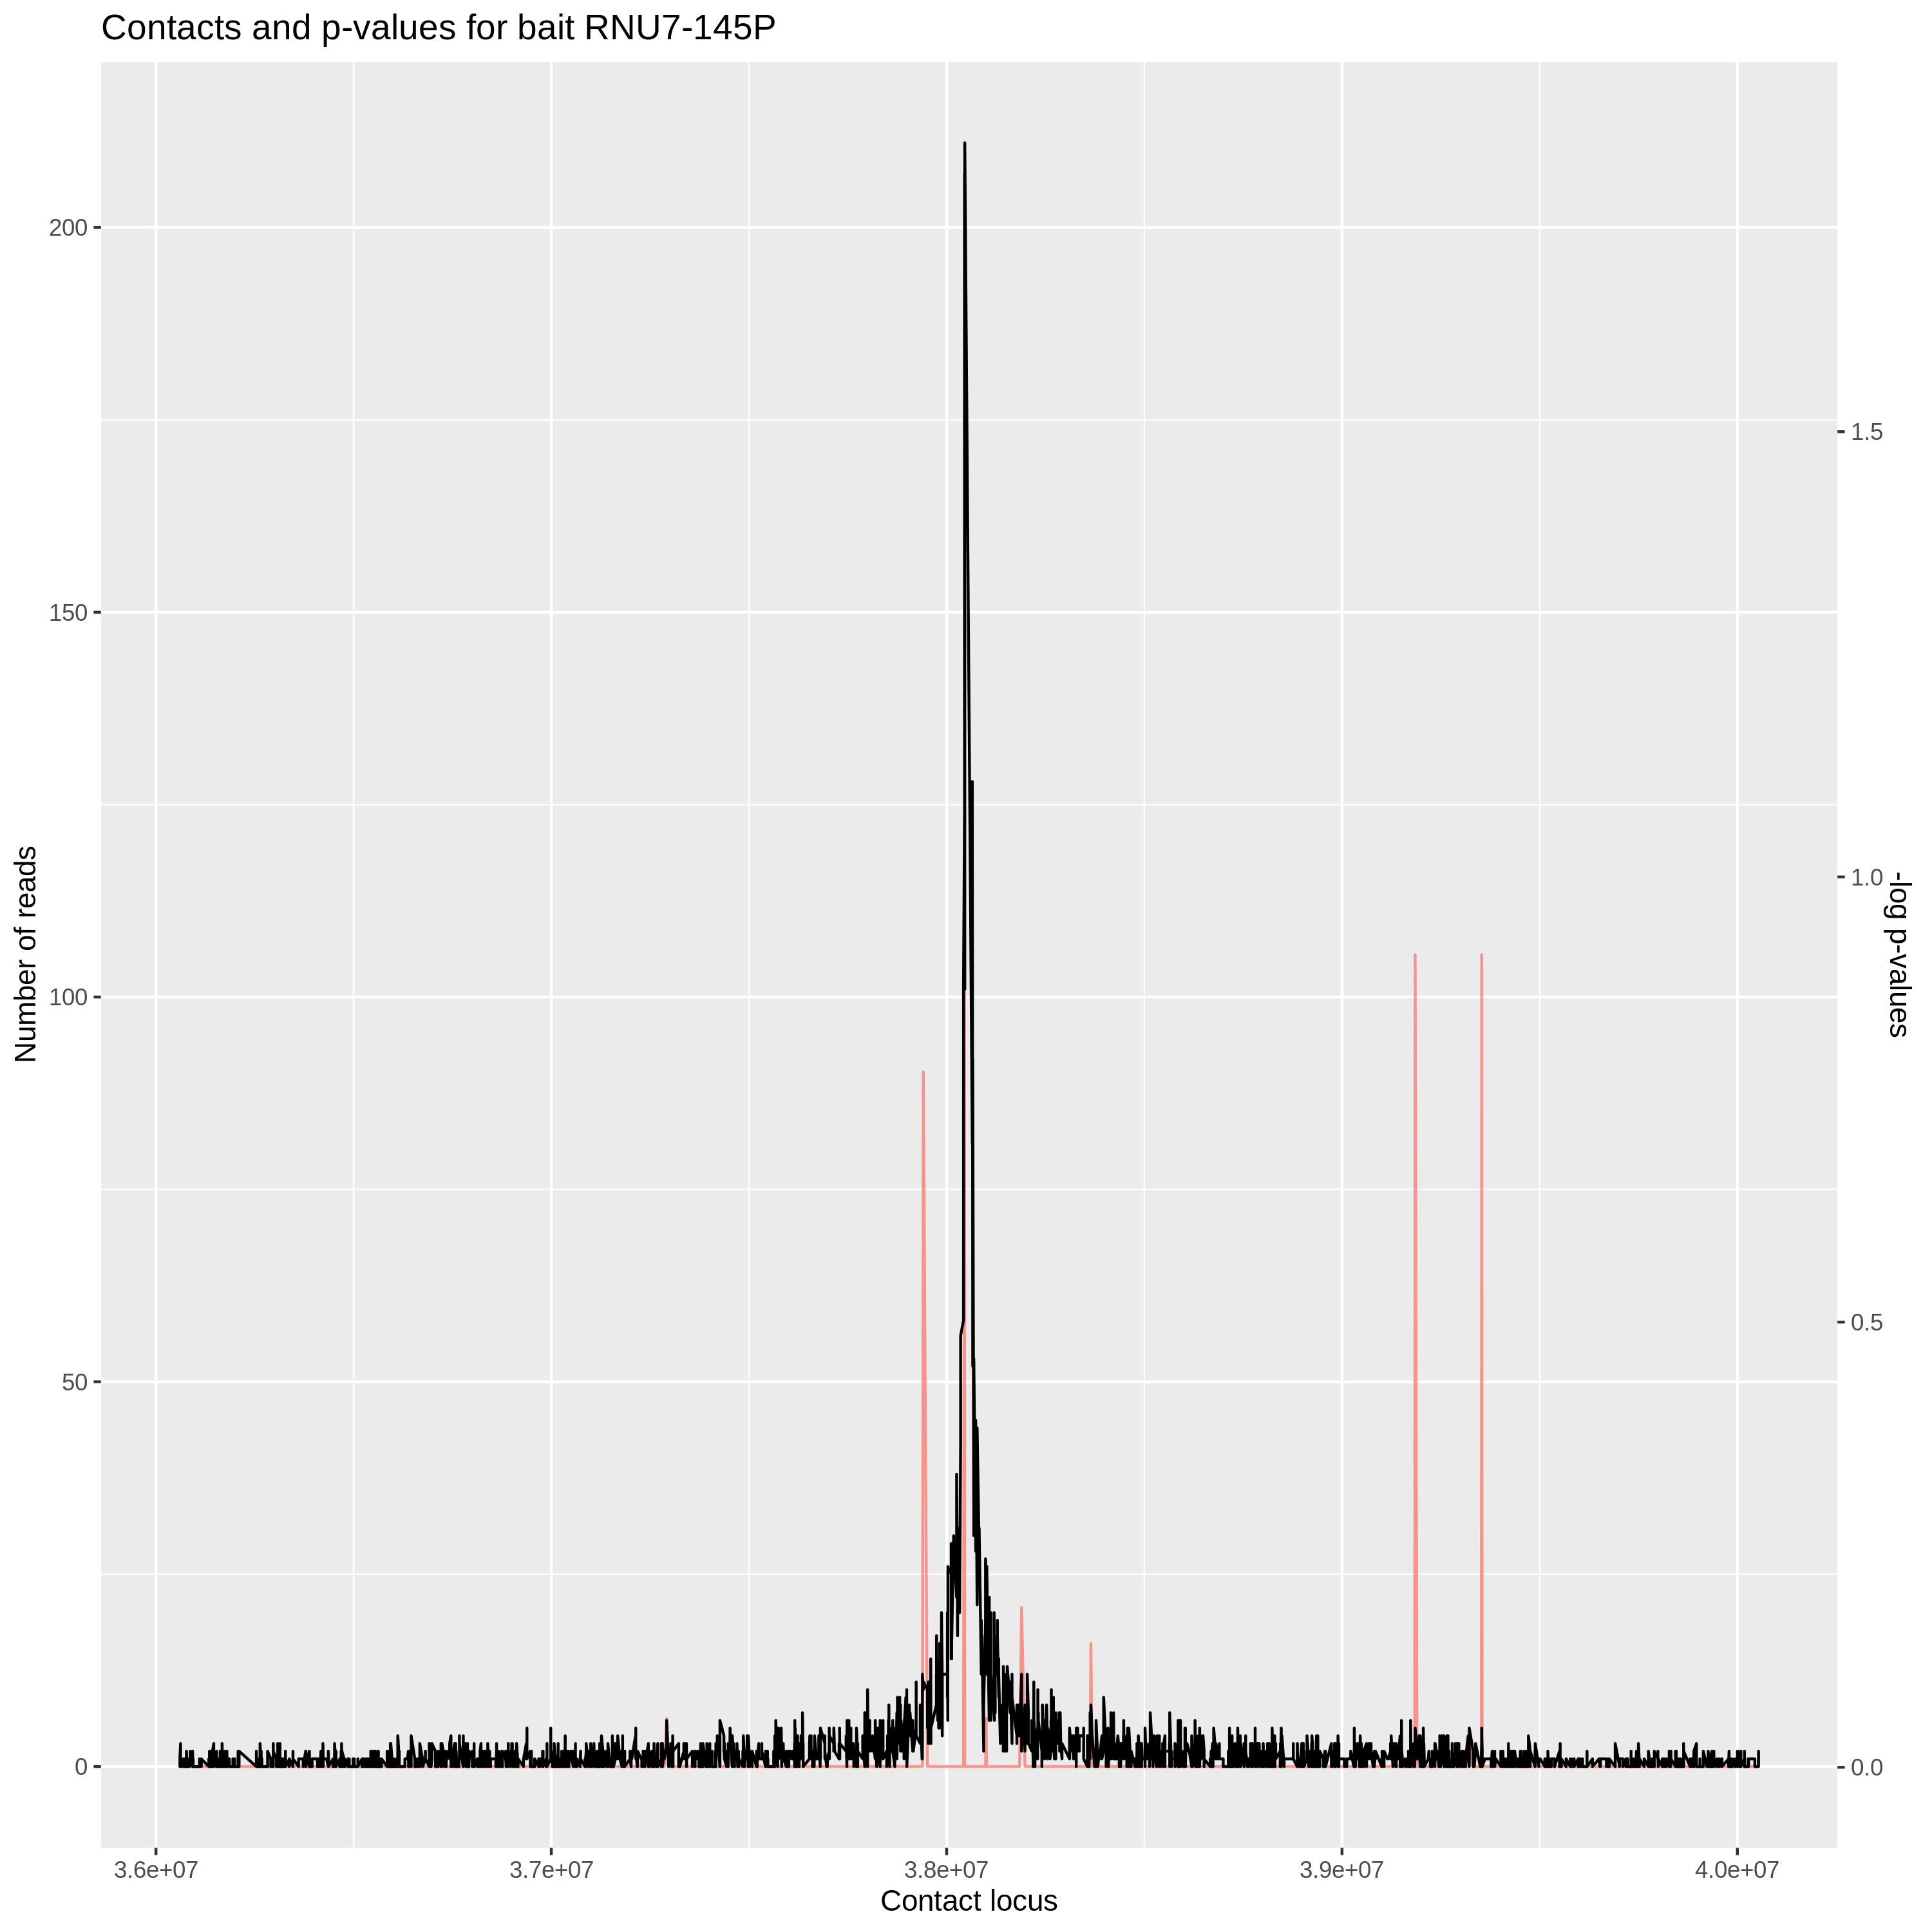 Contacts and p-values for bait RNU7-145P
200
150
100
50
0
Number of reads
1.5
1.0
0.5
0.0
-log p-values
3.6e+07
3.7e+07
3.8e+07
3.9e+07
4.0e+07
Contact locus